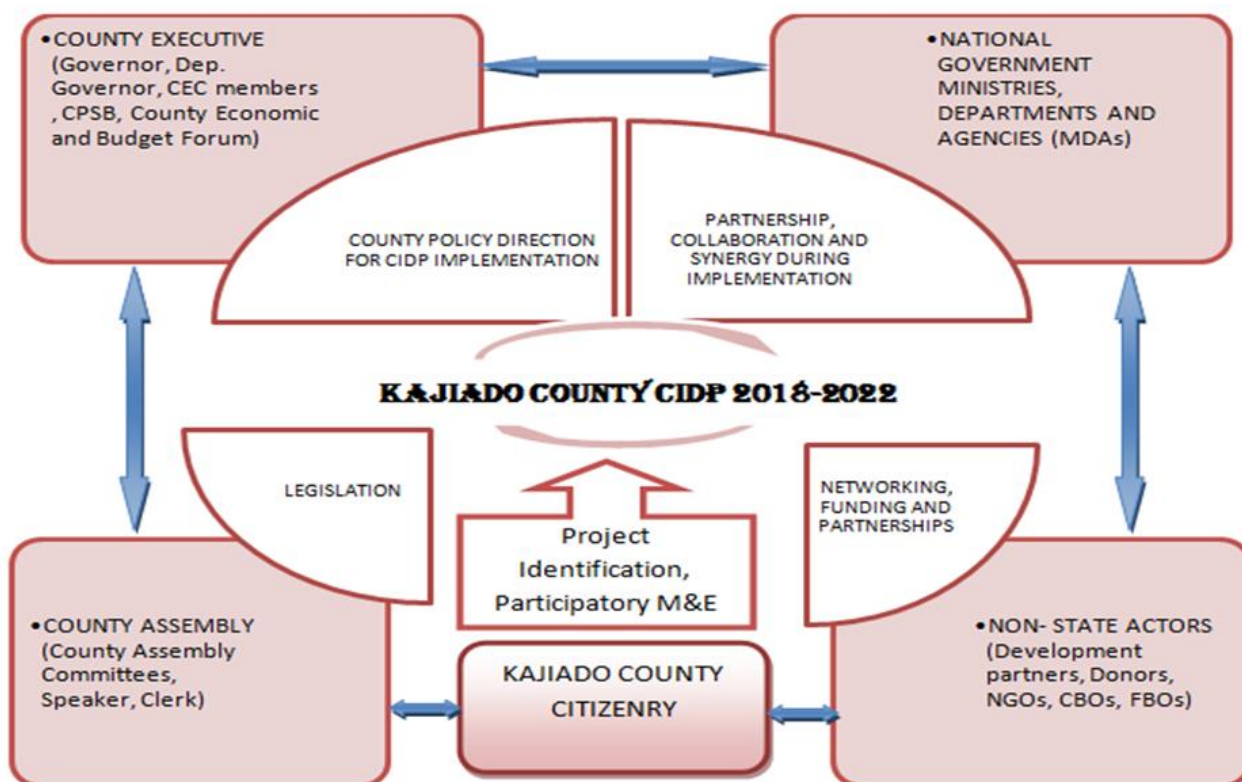 •COUNTY EXECUTIVE
(Governor, Dep.
Governor, CEC members
, CPSB, County Economic
and Budget Forum)
•NATIONAL
GOVERNMENT
MINISTRIES,
DEPARTMENTS AND
AGENCIES (MDAs)
COUNTY POLICY DIRECTION
FOR CIDP IMPLEMENTATION
PARTNERSHIP,
COLLABORATION AND
SYNERGY DURING
IMPLEMENTATION
KAJIADO COUNTY CIDP 2018-2022
LEGISLATION
NETWORKING,
FUNDING AND
PARTNERSHIPS
Project
Identification,
Participatory M&E
•COUNTY ASSEMBLY
(County Assembly
Committees,
Speaker, Clerk)
KAJIADO COUNTY
CITIZENRY
•NON- STATE ACTORS
(Development
partners, Donors,
NGOs, CBOs, FBOs)